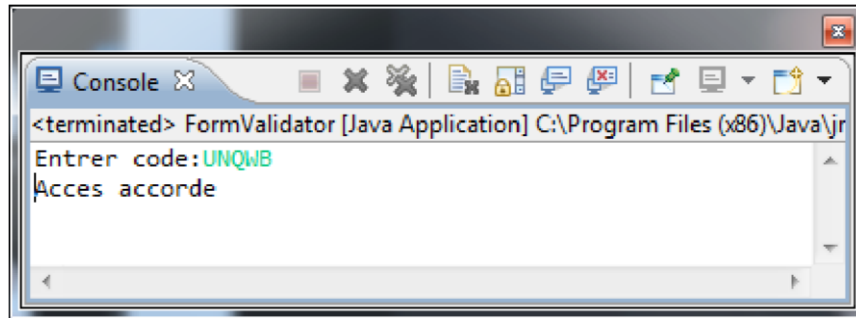 Console
<terminated> FormValidator [Java Application] C:\Program Files (x86)\Java\jr
Entrer code:UNQWB
Acces accorde